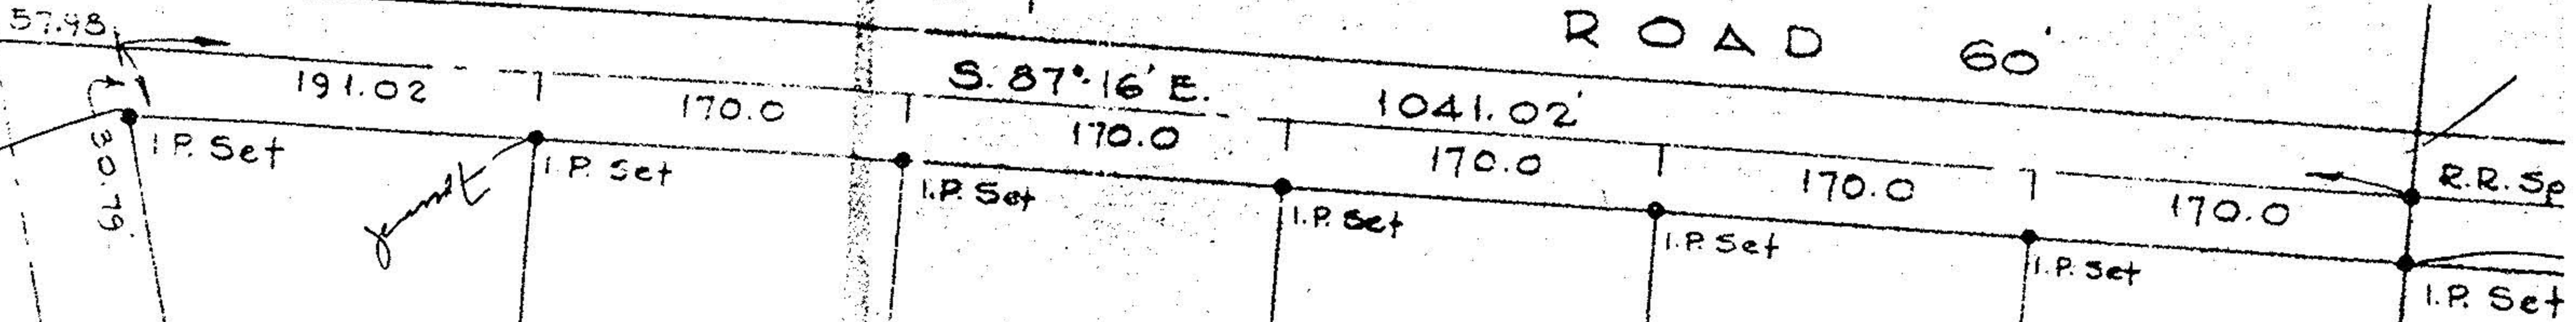 ROAD 60'
57.98
191.02
170.0
S. 87°-16' E.
1041.02'
170.0
170.0
170.0
170.0
R.R. Sp
30.79'
I.P. Set
I.P. Set
I.P. Set
I.P. Set
I.P. Set
I.P. Set
I.P. Set